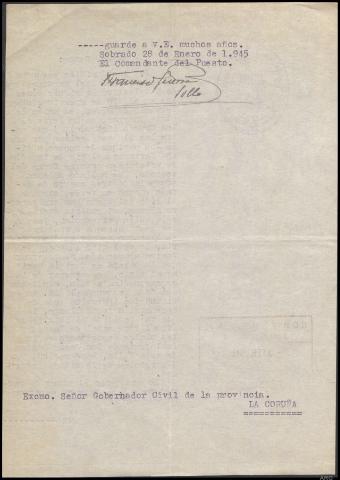 -----guarde a V.E. muchos años.
Sobrado 28 de Enero de 1.945
El Comandante del Puesto.
Excmo. Señor Gobernador Civil de la provincia.
LA CORUÑA
===========